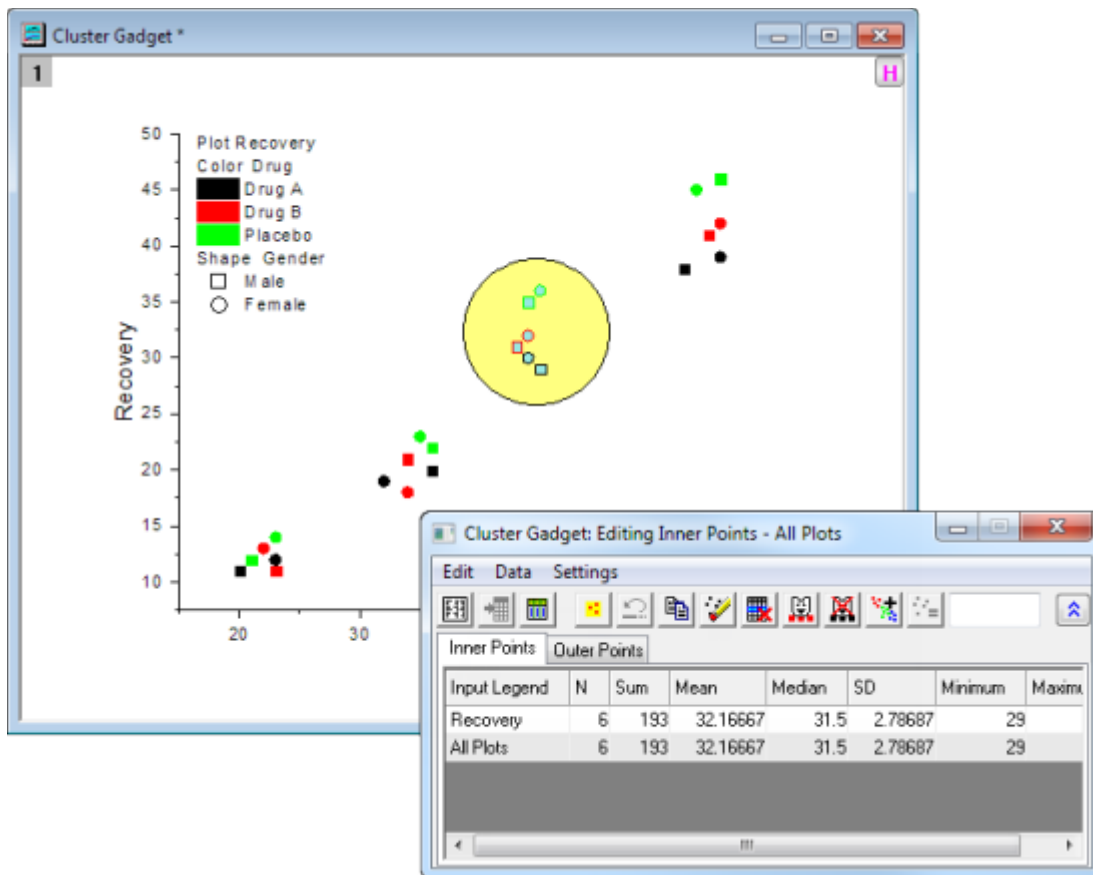 Cluster Gadget *
1
H
50
45
40
35
30
25
20
15
10
Recovery
Plot Recovery
Color Drug
Drug A
Drug B
Placebo
Shape Gender
Male
Female
20
30
Cluster Gadget: Editing Inner Points - All Plots
Edit Data Settings
Inner Points Outer Points
Input Legend N Sum Mean Median SD Minimum Maximu
Recovery 6 193 32.16667 31.5 2.78687 29
All Plots 6 193 32.16667 31.5 2.78687 29